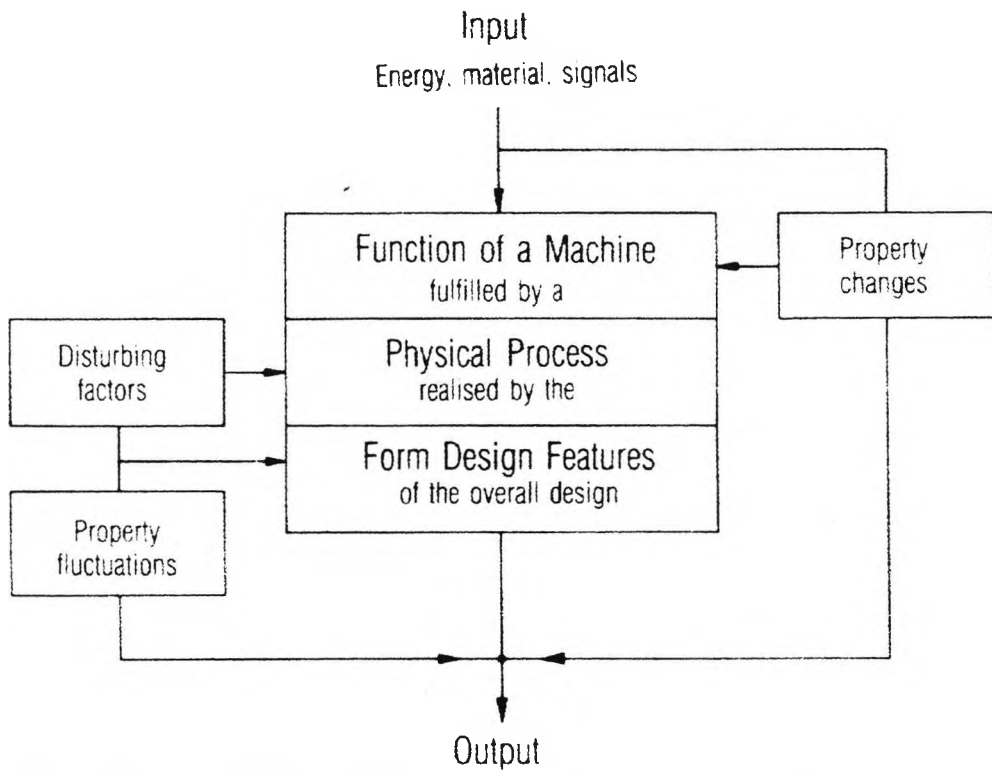 Input
Energy, material, signals
Function of a Machine
fulfilled by a
Property
changes
Physical Process
realised by the
Disturbing
factors
Form Design Features
of the overall design
Property
fluctuations
Output